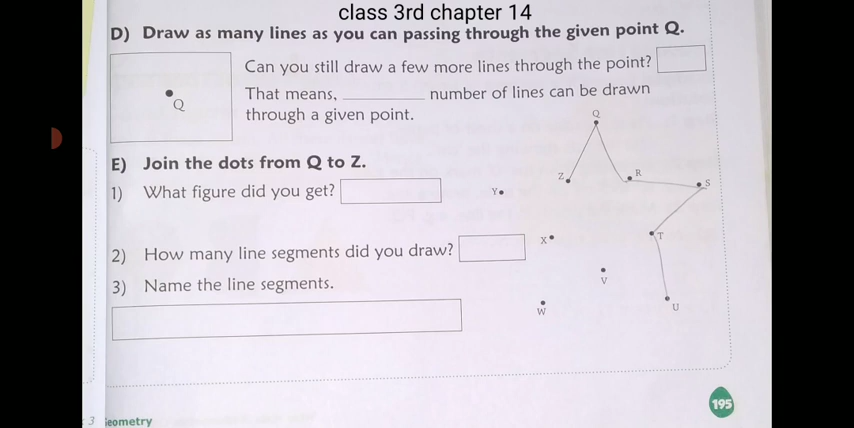 class 3rd chapter 14
D) Draw as many lines as you can passing through the given point Q.
Can you still draw a few more lines through the point?
Q
That means, ________ number of lines can be drawn
through a given point.
E) Join the dots from Q to Z.
1) What figure did you get?
2) How many line segments did you draw?
3) Name the line segments.
Q
Z
R
S
Y
X
T
V
W
U
195
3 Geometry